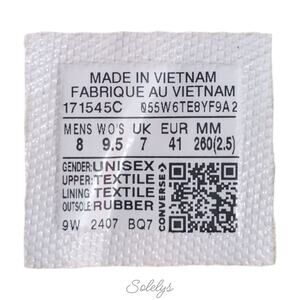 MADE IN VIETNAM
FABRIQUE AU VIETNAM
171545C 055W6TE8YF9A2
MENS WO'S UK EUR MM
8 9.5 7 41 260(2.5)
GENDER: UNISEX
UPPER: TEXTILE
LINING: TEXTILE
OUTSOLE: RUBBER
CONVERSE
9W 2407 BQ7
Solelys